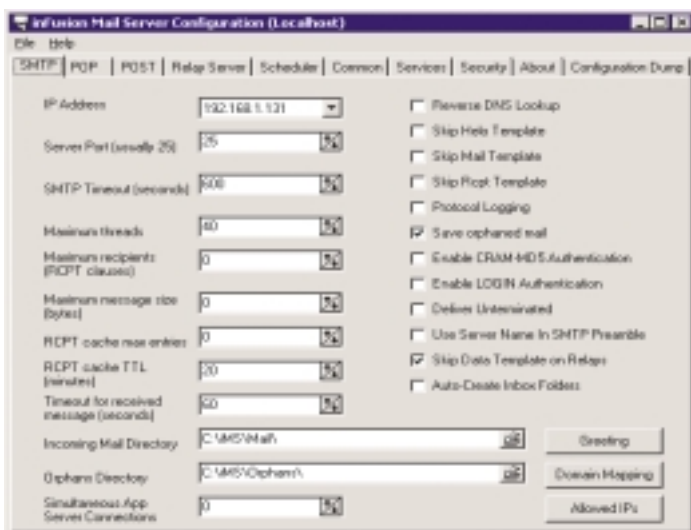 inFusion Mail Server Configuration (Localhost)
File Help
SMTP POP POST Relay Server Scheduler Common Services Security About Configuration Dump
IP Address 192.168.1.131
Server Port (usually 25) 25
SMTP Timeout (seconds) 600
Maximum threads 40
Maximum recipients (RCPT clauses) 0
Maximum message size (bytes) 0
RCPT cache max entries 0
RCPT cache TTL (minutes) 20
Timeout for received message (seconds) 60
Incoming Mail Directory C:\IMS\Mail\
Orphans Directory C:\IMS\Orphans\
Simultaneous App Server Connections 0
Reverse DNS Lookup
Skip Helo Template
Skip Mail Template
Skip Rcpt Template
Protocol Logging
Save orphaned mail
Enable CRAM-MD5 Authentication
Enable LOGIN Authentication
Deliver Unterminated
Use Server Name In SMTP Preamble
Skip Data Template on Relays
Auto-Create Inbox Folders
Greeting
Domain Mapping
Allowed IPs